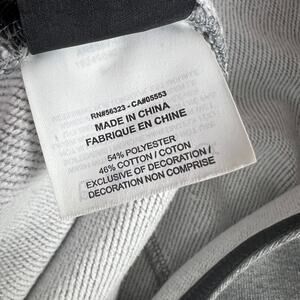 RN#56323 - CA#05553
MADE IN CHINA
FABRIQUE EN CHINE
54% POLYESTER
46% COTTON / COTON
EXCLUSIVE OF DECORATION /
DECORATION NON COMPRISE